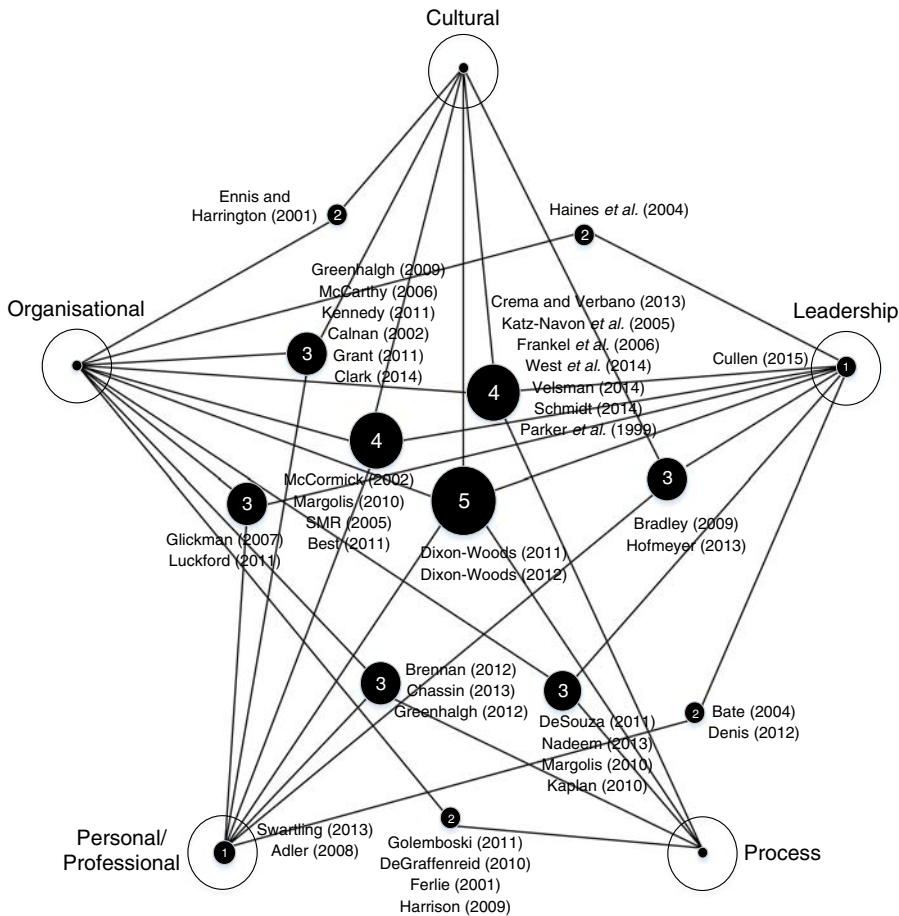 Cultural
Ennis and
Harrington (2001)
2
Haines et al. (2004)
2
Organisational
Leadership
Greenhalgh (2009)
McCarthy (2006)
Kennedy (2011)
Calnan (2002)
Grant (2011)
Clark (2014)
3
Crema and Verbano (2013)
Katz-Navon et al. (2005)
Frankel et al. (2006)
West et al. (2014)
Velsman (2014)
Schmidt (2014)
Parker et al. (1999)
4
Cullen (2015)
1
4
McCormick (2002)
Margolis (2010)
SMR (2005)
Best (2011)
3
Glickman (2007)
Luckford (2011)
5
Dixon-Woods (2011)
Dixon-Woods (2012)
3
Bradley (2009)
Hofmeyer (2013)
3
Brennan (2012)
Chassin (2013)
Greenhalgh (2012)
3
DeSouza (2011)
Nadeem (2013)
Margolis (2010)
Kaplan (2010)
2
Bate (2004)
Denis (2012)
Personal/
Professional
1
Swartling (2013)
Adler (2008)
2
Golemboski (2011)
DeGraffenreid (2010)
Ferlie (2001)
Harrison (2009)
Process